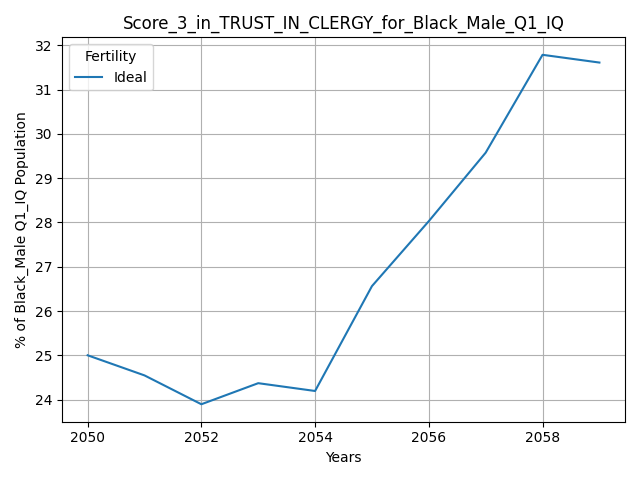 Score_3_in_TRUST_IN_CLERGY_for_Black_Male_Q1_IQ
Fertility
Ideal
% of Black_Male Q1_IQ Population
32
31
30
29
28
27
26
25
24
2050
2052
2054
2056
2058
Years